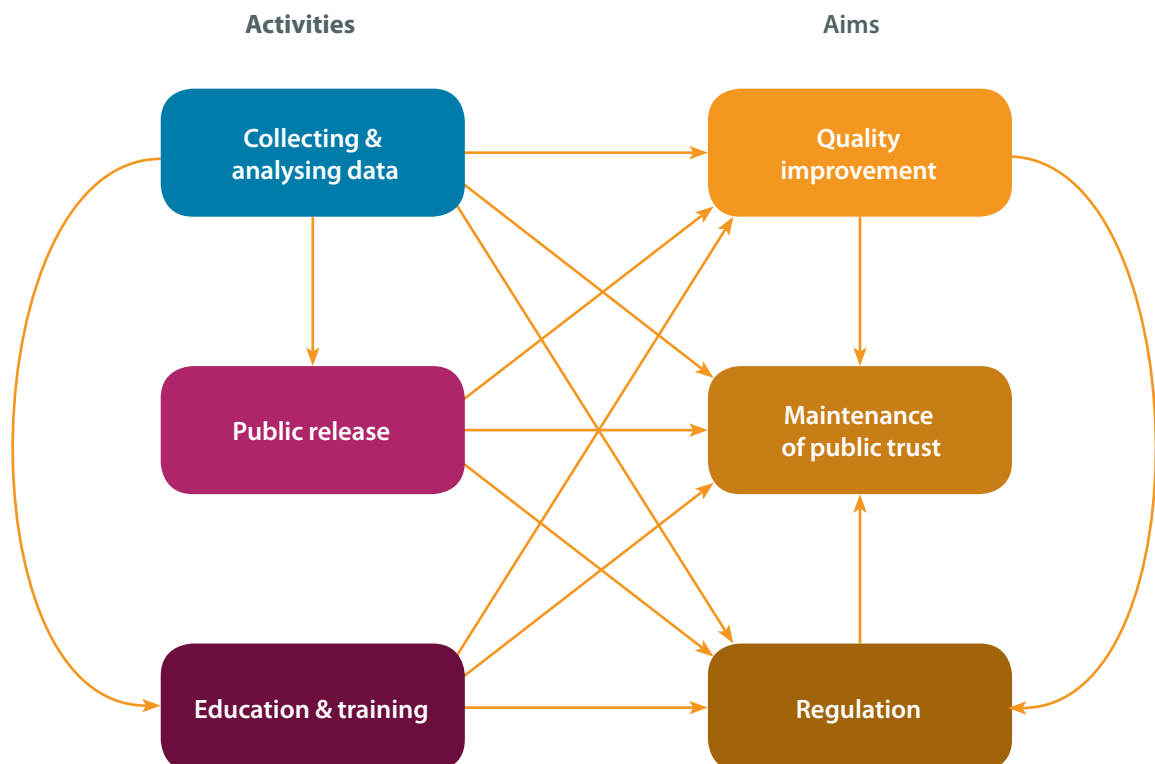 Activities
Aims
Collecting &
analysing data
Quality
improvement
Public release
Maintenance
of public trust
Education & training
Regulation